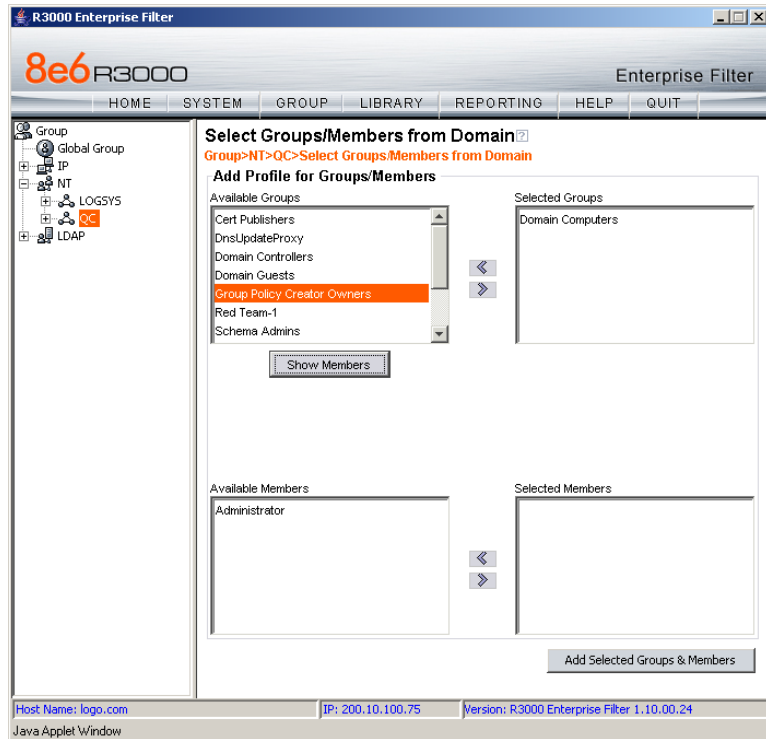 R3000 Enterprise Filter
8e6 R3000
Enterprise Filter
HOME SYSTEM GROUP LIBRARY REPORTING HELP QUIT
Group
Global Group
IP
NT
LOGSYS
QC
LDAP
Select Groups/Members from Domain
?
Group>NT>QC>Select Groups/Members from Domain
Add Profile for Groups/Members
Available Groups
Cert Publishers
DnsUpdateProxy
Domain Controllers
Domain Guests
Group Policy Creator Owners
Red Team-1
Schema Admins
Selected Groups
Domain Computers
Show Members
Available Members
Administrator
Selected Members
Add Selected Groups & Members
Host Name: logo.com
IP: 200.10.100.75
Version: R3000 Enterprise Filter 1.10.00.24
Java Applet Window